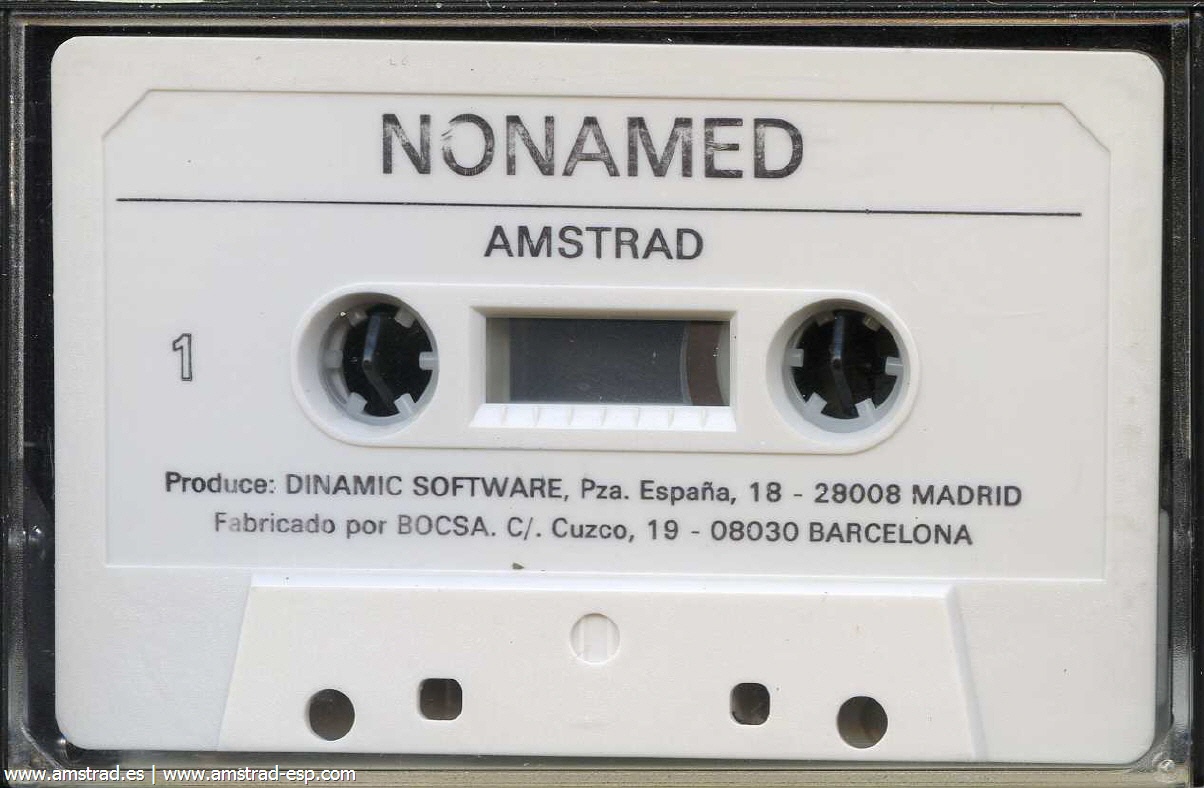 NONAMED
AMSTRAD
1
Produce: DINAMIC SOFTWARE, Pza. España, 18 - 28008 MADRID
Fabricado por BOCSA. C/. Cuzco, 19 - 08030 BARCELONA
www.amstrad.es | www.amstrad-esp.com